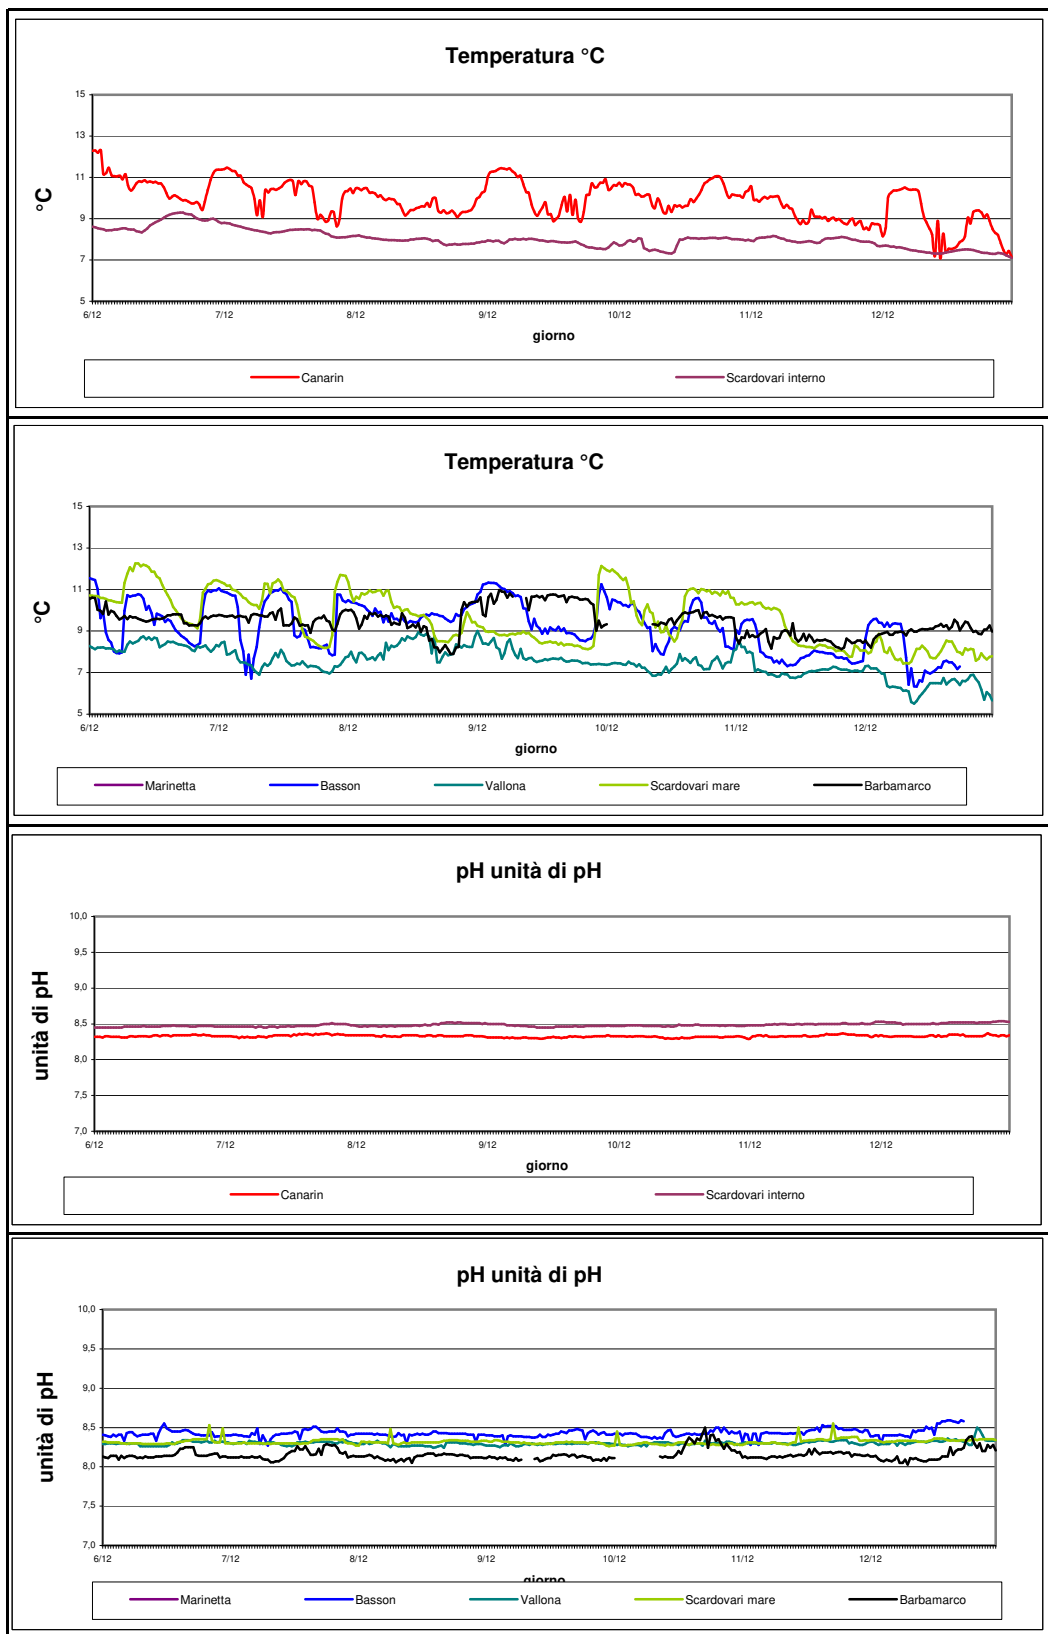 Temperatura °C
15
13
11
9
7
5
°C
6/12 7/12 8/12 9/12 10/12 11/12 12/12
giorno
Canarin Scardovari interno
Temperatura °C
15
13
11
9
7
5
°C
6/12 7/12 8/12 9/12 10/12 11/12 12/12
giorno
Marinetta Basson Vallona Scardovari mare Barbamarco
pH unità di pH
10,0
9,5
9,0
8,5
8,0
7,5
7,0
unità di pH
6/12 7/12 8/12 9/12 10/12 11/12 12/12
giorno
Canarin Scardovari interno
pH unità di pH
10,0
9,5
9,0
8,5
8,0
7,5
7,0
unità di pH
6/12 7/12 8/12 9/12 10/12 11/12 12/12
giorno
Marinetta Basson Vallona Scardovari mare Barbamarco